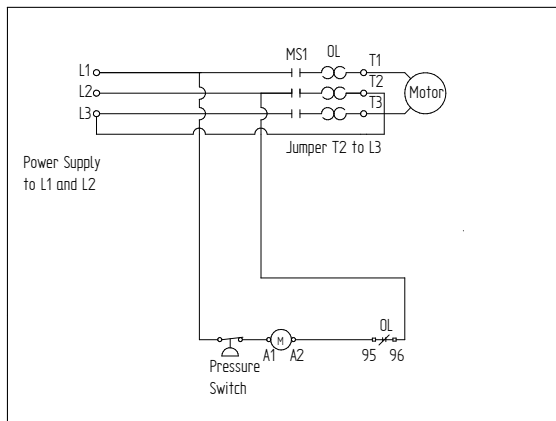 MS1 OL T1
L1
T2
L2
Motor
T3
L3
Jumper T2 to L3
Power Supply
to L1 and L2
OL
M
A1 A2 95 96
Pressure
Switch